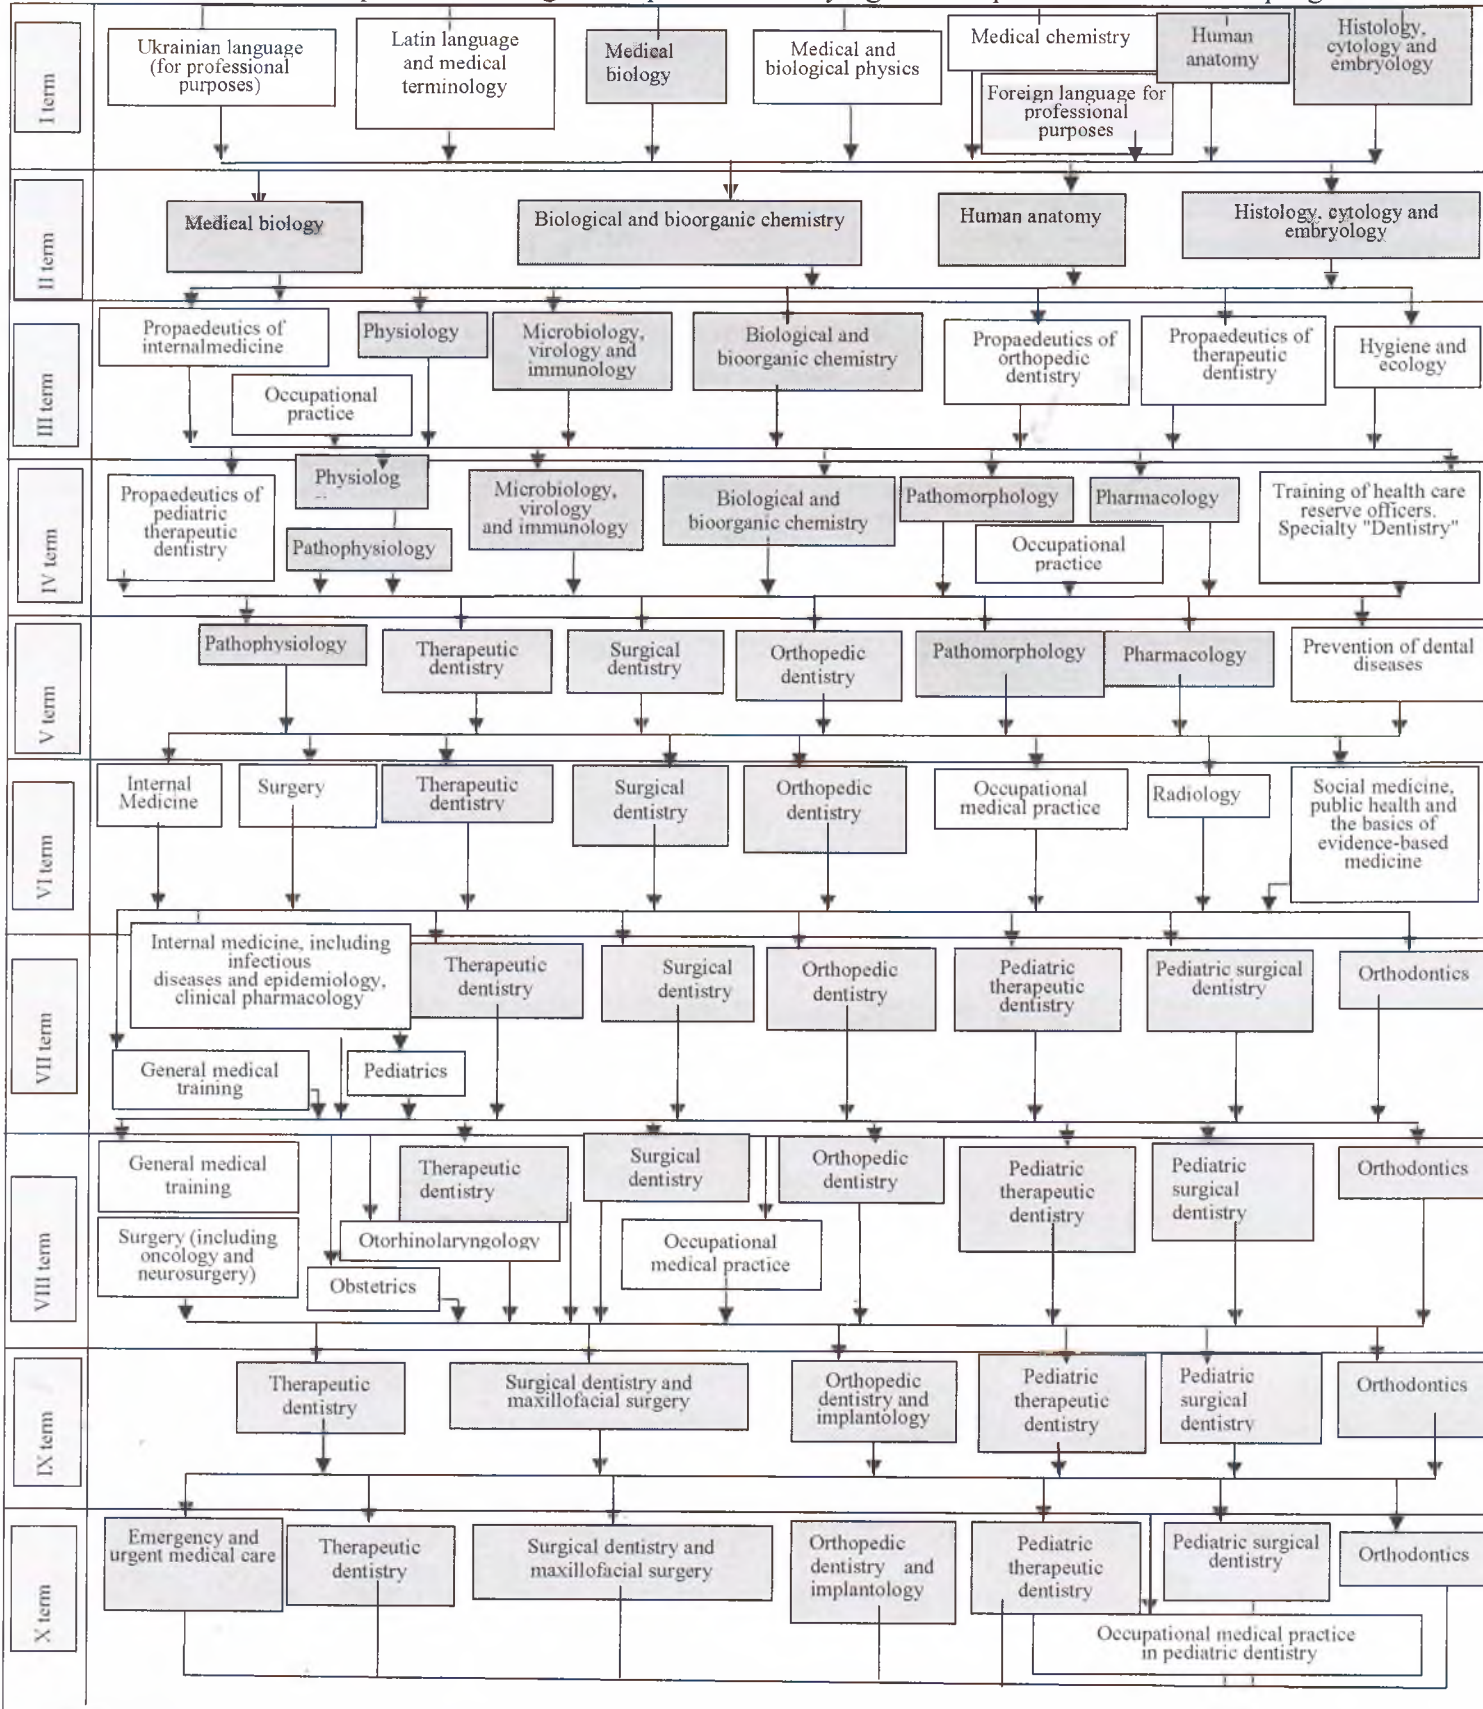 I term
Ukrainian language
(for professional
purposes)
Latin language
and medical
terminology
Medical
biology
Medical and
biological physics
Medical chemistry
Foreign language for
professional
purposes
Human
anatomy
Histology,
cytology and
embryology
II term
Medical biology
Biological and bioorganic chemistry
Human anatomy
Histology, cytology and
embryology
III term
Propaedeutics of
internalmedicine
Occupational
practice
Physiology
Microbiology,
virology and
immunology
Biological and
bioorganic chemistry
Propaedeutics of
orthopedic
dentistry
Propaedeutics of
therapeutic
dentistry
Hygiene and
ecology
IV term
Propaedeutics of
pediatric
therapeutic
dentistry
Physiolog
Pathophysiology
Microbiology,
virology
and immunology
Biological and
bioorganic chemistry
Pathomorphology
Occupational
practice
Pharmacology
Training of health care
reserve officers.
Specialty "Dentistry"
V term
Pathophysiology
Therapeutic
dentistry
Surgical
dentistry
Orthopedic
dentistry
Pathomorphology
Pharmacology
Prevention of dental
diseases
VI term
Internal
Medicine
Surgery
Therapeutic
dentistry
Surgical
dentistry
Orthopedic
dentistry
Occupational
medical practice
Radiology
Social medicine,
public health and
the basics of
evidence-based
medicine
VII term
Internal medicine, including
infectious
diseases and epidemiology,
clinical pharmacology
General medical
training
Pediatrics
Therapeutic
dentistry
Surgical
dentistry
Orthopedic
dentistry
Pediatric
therapeutic
dentistry
Pediatric surgical
dentistry
Orthodontics
VIII term
General medical
training
Surgery (including
oncology and
neurosurgery)
Therapeutic
dentistry
Otorhinolaryngology
Obstetrics
Surgical
dentistry
Occupational
medical practice
Orthopedic
dentistry
Pediatric
therapeutic
dentistry
Pediatric
surgical
dentistry
Orthodontics
IX term
Therapeutic
dentistry
Surgical dentistry and
maxillofacial surgery
Orthopedic
dentistry and
implantology
Pediatric
therapeutic
dentistry
Pediatric
surgical
dentistry
Orthodontics
X term
Emergency and
urgent medical care
Therapeutic
dentistry
Surgical dentistry and
maxillofacial surgery
Orthopedic
dentistry and
implantology
Pediatric
therapeutic
dentistry
Pediatric surgical
dentistry
Orthodontics
Occupational medical practice
in pediatric dentistry